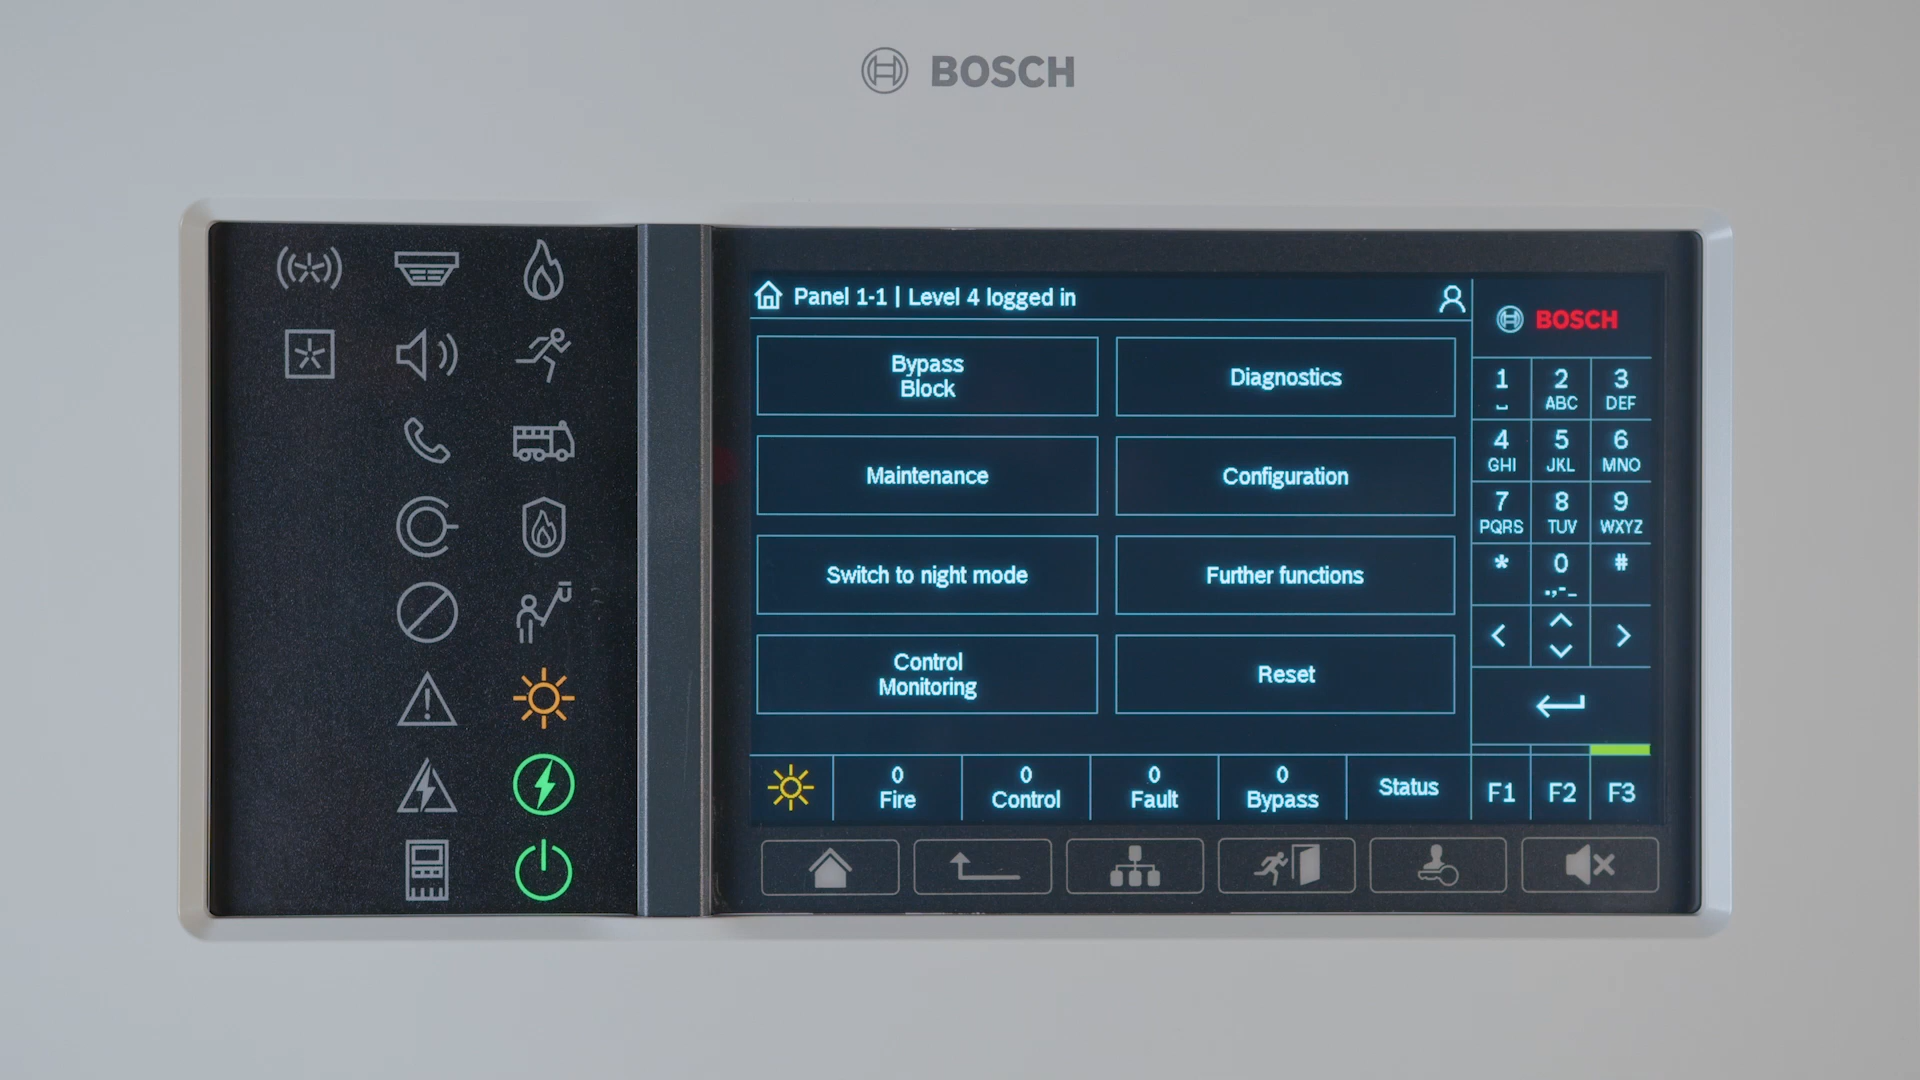 BOSCH
Panel 1-1 | Level 4 logged in
BOSCH
Bypass
Block
Diagnostics
Maintenance
Configuration
Switch to night mode
Further functions
Control
Monitoring
Reset
1 2 3
␣ ABC DEF
4 5 6
GHI JKL MNO
7 8 9
PQRS TUV WXYZ
* 0 #
.,-_
0 Fire
0 Control
0 Fault
0 Bypass
Status
F1 F2 F3